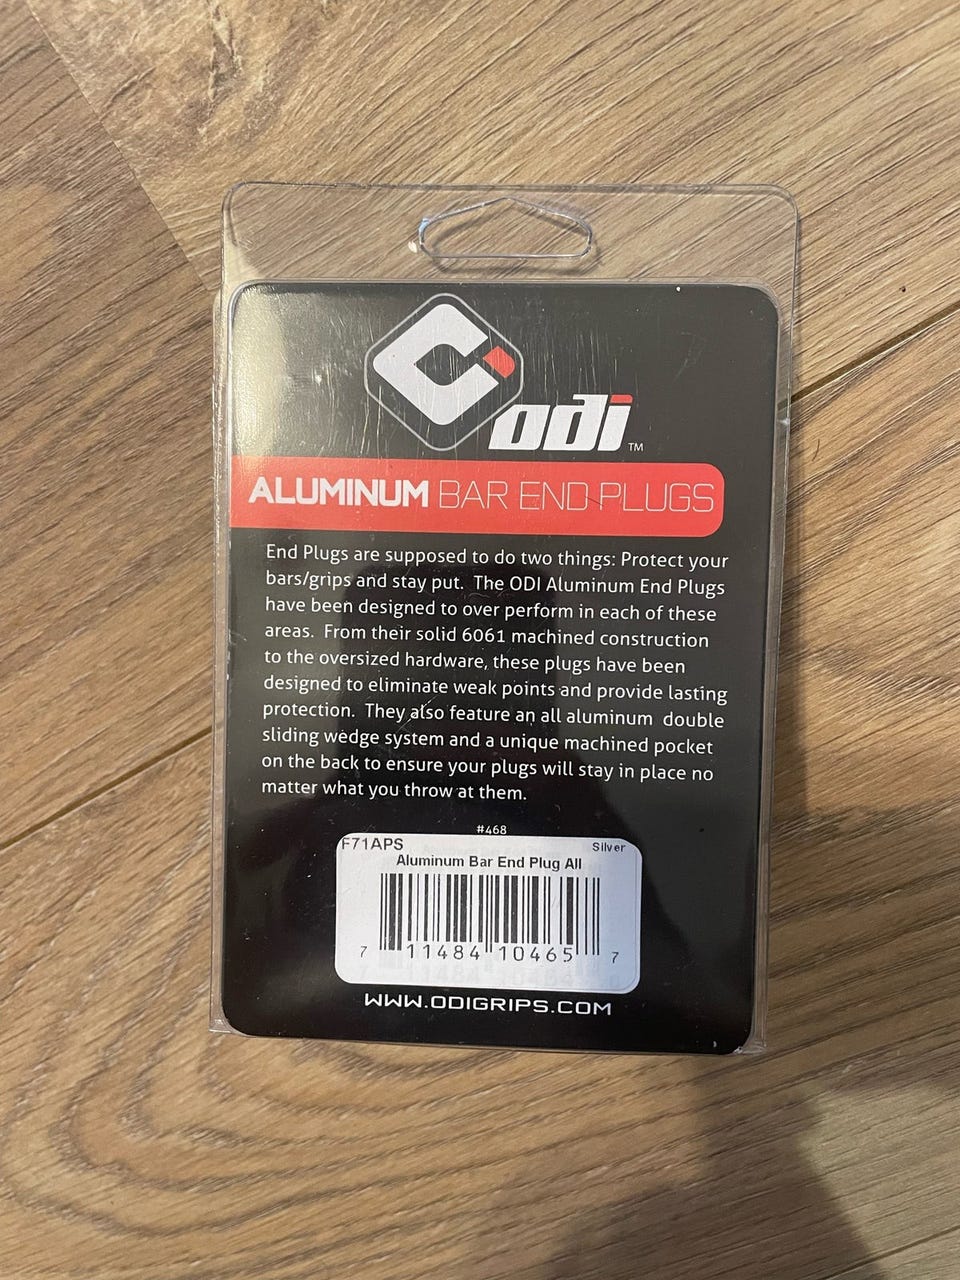 odi™
ALUMINUM BAR END PLUGS
End Plugs are supposed to do two things: Protect your
bars/grips and stay put. The ODI Aluminum End Plugs
have been designed to over perform in each of these
areas. From their solid 6061 machined construction
to the oversized hardware, these plugs have been
designed to eliminate weak points and provide lasting
protection. They also feature an all aluminum double
sliding wedge system and a unique machined pocket
on the back to ensure your plugs will stay in place no
matter what you throw at them.
#468
F71APS Silver
Aluminum Bar End Plug All
7 11484 10465 7
WWW.ODIGRIPS.COM